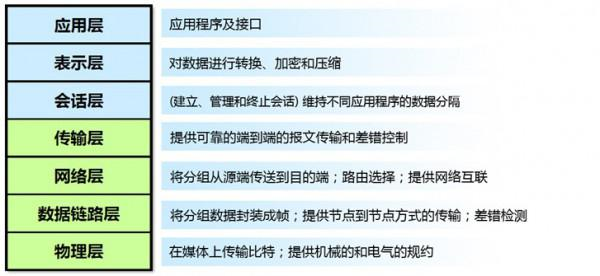 应用层 应用程序及接口
表示层 对数据进行转换、加密和压缩
会话层 (建立、管理和终止会话) 维持不同应用程序的数据分隔
传输层 提供可靠的端到端的报文传输和差错控制
网络层 将分组从源端传送到目的端；路由选择；提供网络互联
数据链路层 将分组数据封装成帧；提供节点到节点方式的传输；差错检测
物理层 在媒体上传输比特；提供机械的和电气的规约